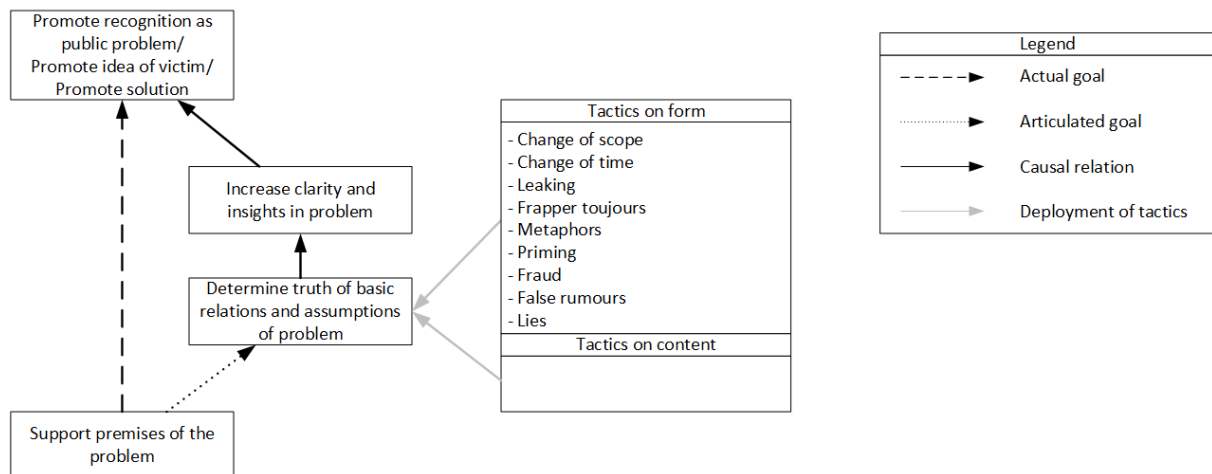 Promote recognition as
public problem/
Promote idea of victim/
Promote solution
Increase clarity and
insights in problem
Determine truth of basic
relations and assumptions
of problem
Support premises of the
problem
Tactics on form
- Change of scope
- Change of time
- Leaking
- Frapper toujours
- Metaphors
- Priming
- Fraud
- False rumours
- Lies
Tactics on content
Legend
Actual goal
Articulated goal
Causal relation
Deployment of tactics